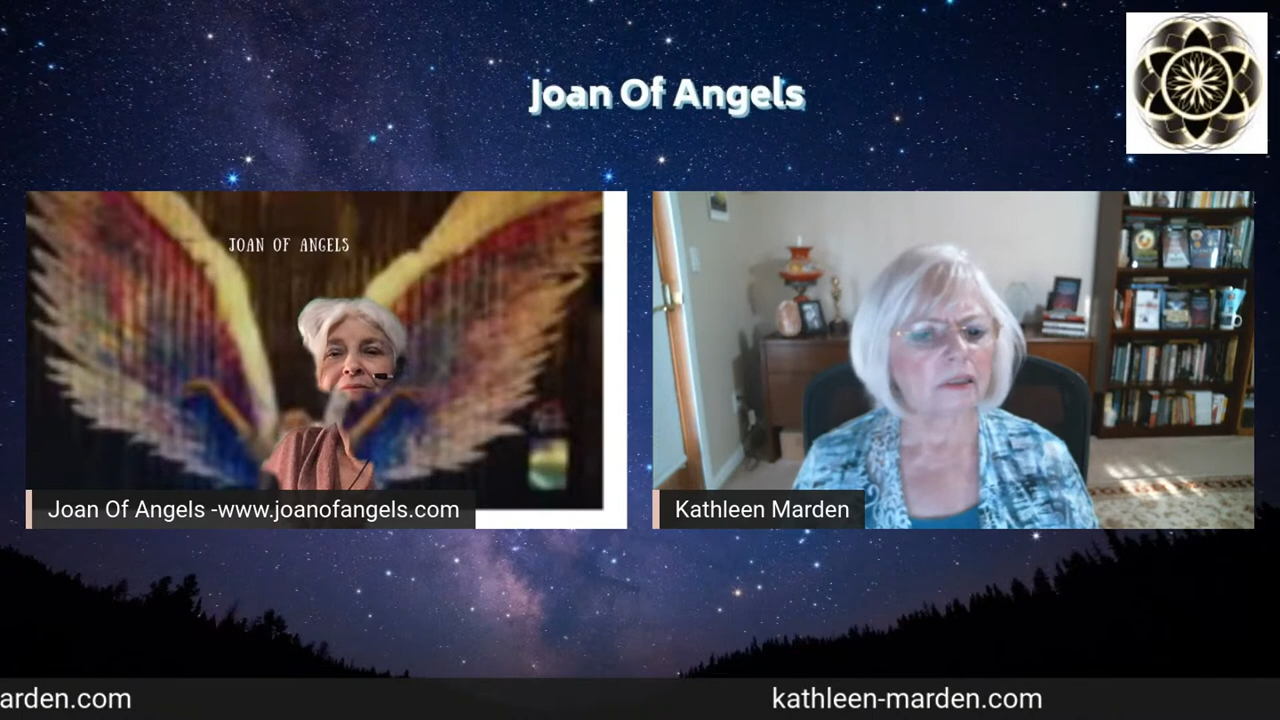 Joan Of Angels
JOAN OF ANGELS
Joan Of Angels -www.joanofangels.com
Kathleen Marden
arden.com
kathleen-marden.com